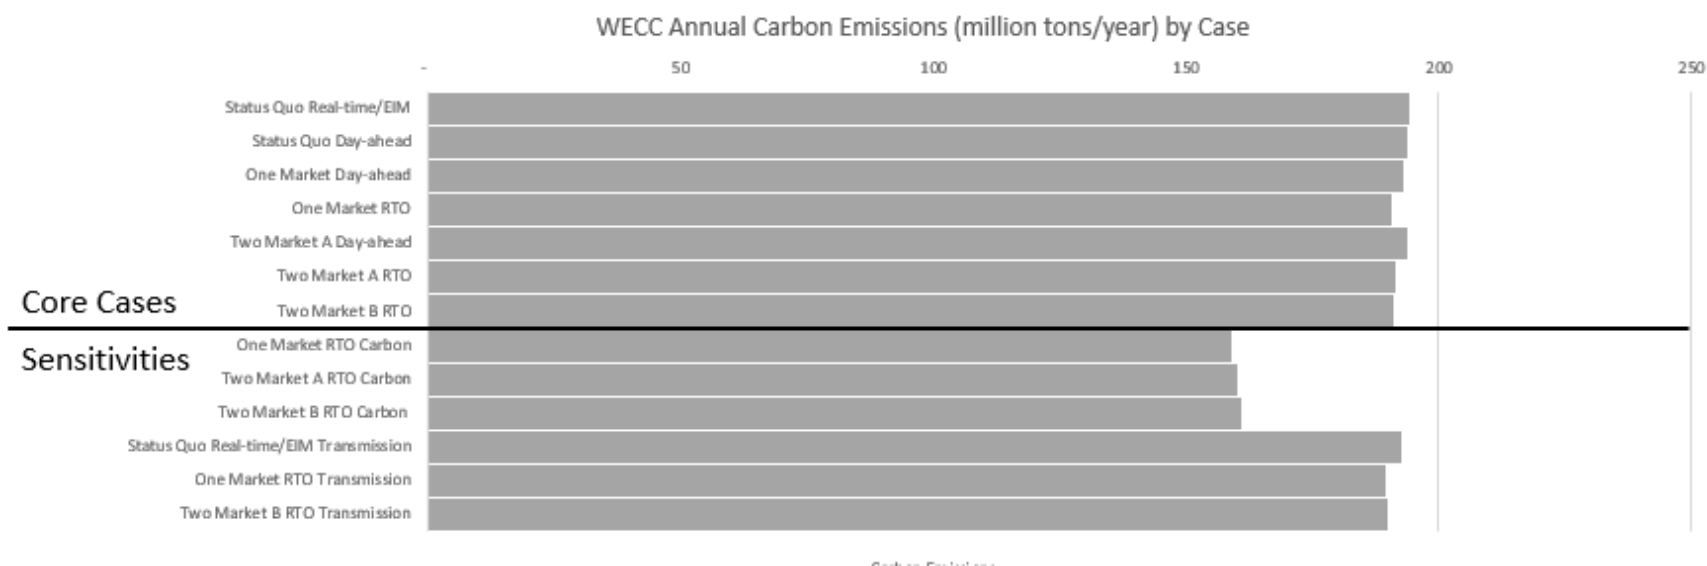 WECC Annual Carbon Emissions (million tons/year) by Case
- 50 100 150 200 250
Status Quo Real-time/EIM
Status Quo Day-ahead
One Market Day-ahead
One Market RTO
Two Market A Day-ahead
Two Market A RTO
Core Cases
Two Market B RTO
One Market RTO Carbon
Sensitivities
Two Market A RTO Carbon
Two Market B RTO Carbon
Status Quo Real-time/EIM Transmission
One Market RTO Transmission
Two Market B RTO Transmission